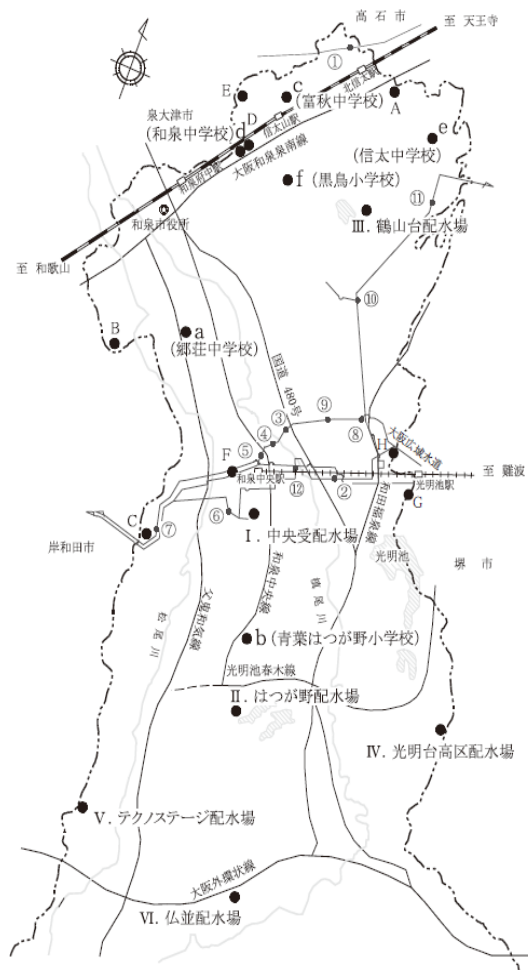 高石市
至 天王寺
①
北信太駅
E
c
(富秋中学校)
A
泉大津市
D
(和泉中学校)
d
信太山駅
e
(信太中学校)
和泉府中駅
大阪和泉泉南線
f (黒鳥小学校)
⑪
和泉市役所
Ⅲ. 鶴山台配水場
至 和歌山
⑩
B
a
(郷荘中学校)
国道 480号
⑨
③
⑧
④
大阪広域水道
⑤
H
F
和泉中央駅
至 難波
光明池駅
⑫
②
G
和田福泉線
C
⑦
⑥
Ⅰ. 中央受配水場
光明池
岸和田市
堺市
和泉中央線
槇尾川
父鬼和気線
松尾川
b (青葉はつが野小学校)
光明池春木線
Ⅱ. はつが野配水場
Ⅳ. 光明台高区配水場
Ⅴ. テクノステージ配水場
大阪外環状線
Ⅵ. 仏並配水場